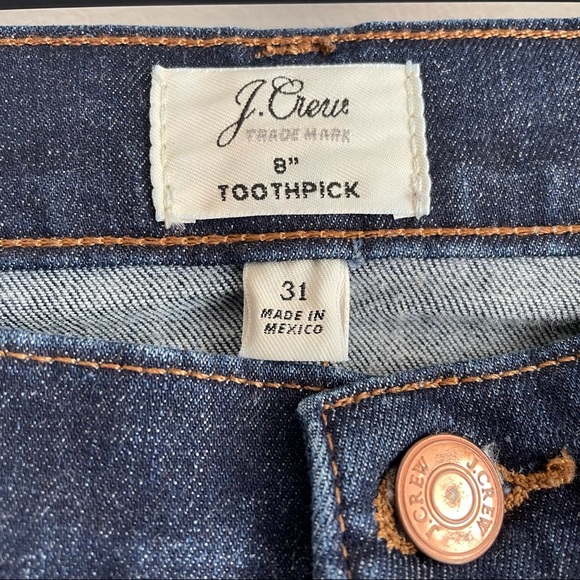 J.Crew
TRADE MARK
8"
TOOTHPICK
31
MADE IN
MEXICO
J.CREW J.CREW